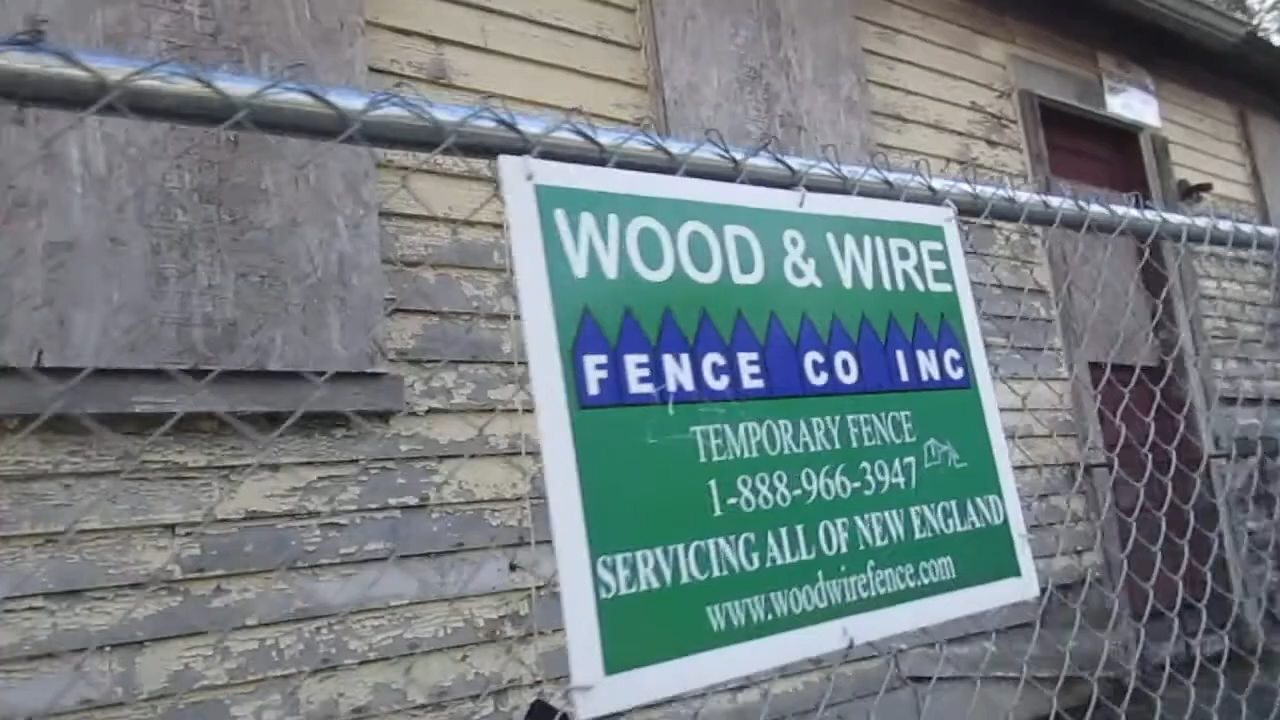 WOOD & WIRE
FENCE CO INC
TEMPORARY FENCE
1-888-966-3947
SERVICING ALL OF NEW ENGLAND
www.woodwirefence.com